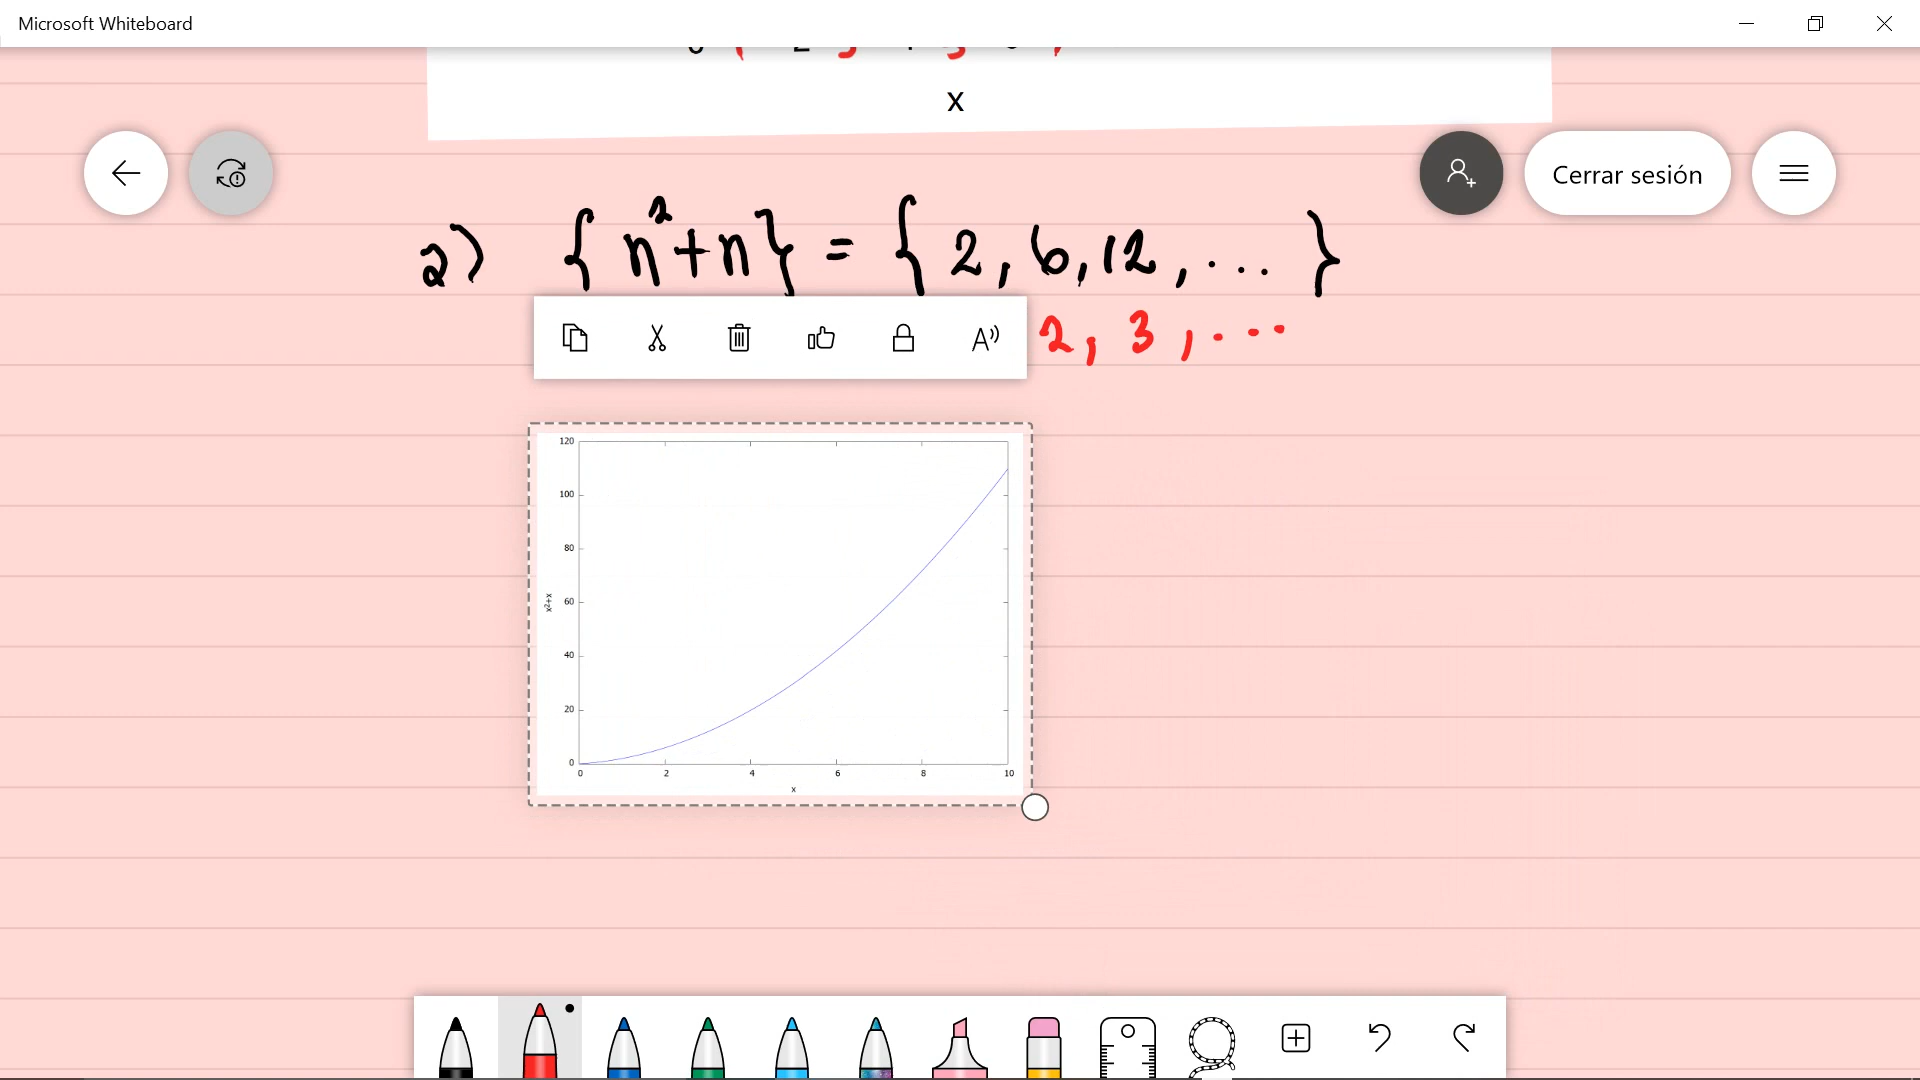 Microsoft Whiteboard
x
Cerrar sesión
2) { n²+n} = { 2, 6, 12, ... }
2, 3, ...
120
100
80
60
40
20
0
x²+x
0 2 4 6 8 10
x